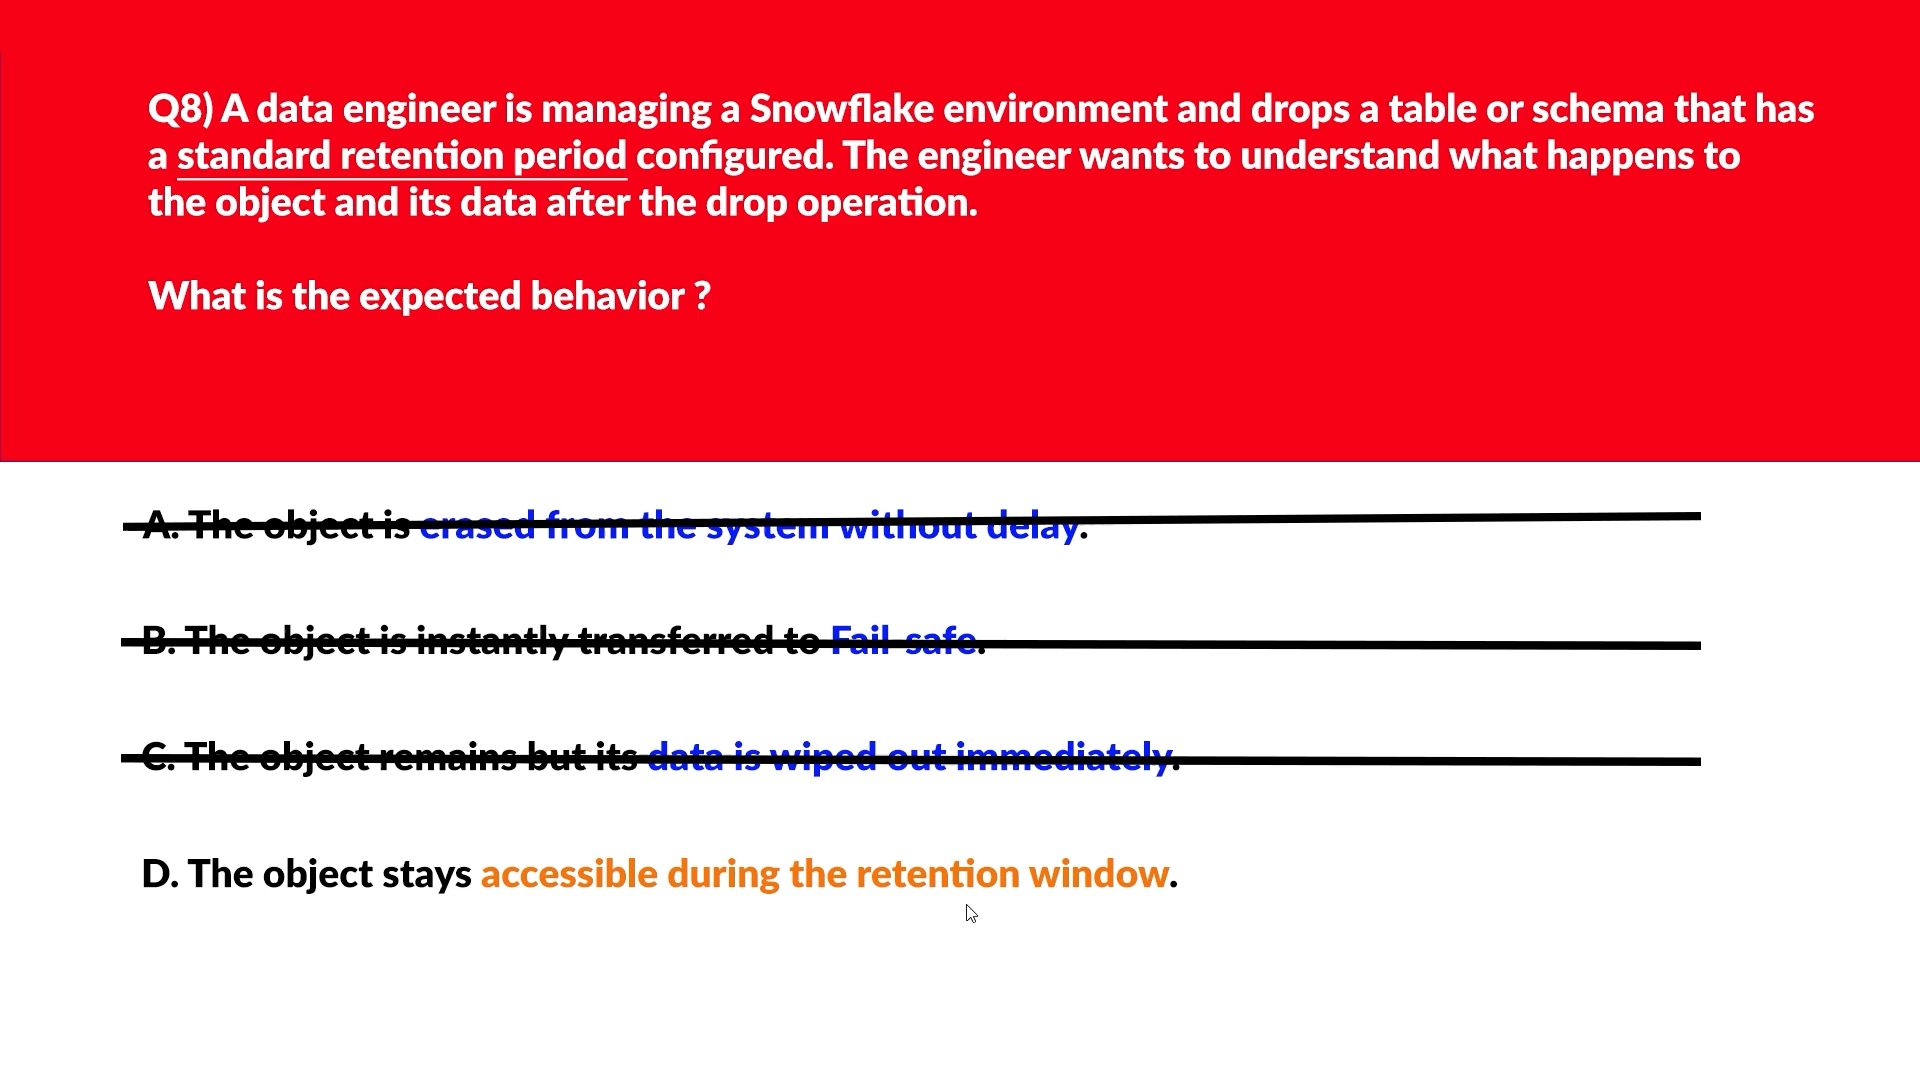 Q8) A data engineer is managing a Snowflake environment and drops a table or schema that has
a standard retention period configured. The engineer wants to understand what happens to
the object and its data after the drop operation.
What is the expected behavior ?
A. The object is erased from the system without delay.
B. The object is instantly transferred to Fail-safe.
C. The object remains but its data is wiped out immediately.
D. The object stays accessible during the retention window.